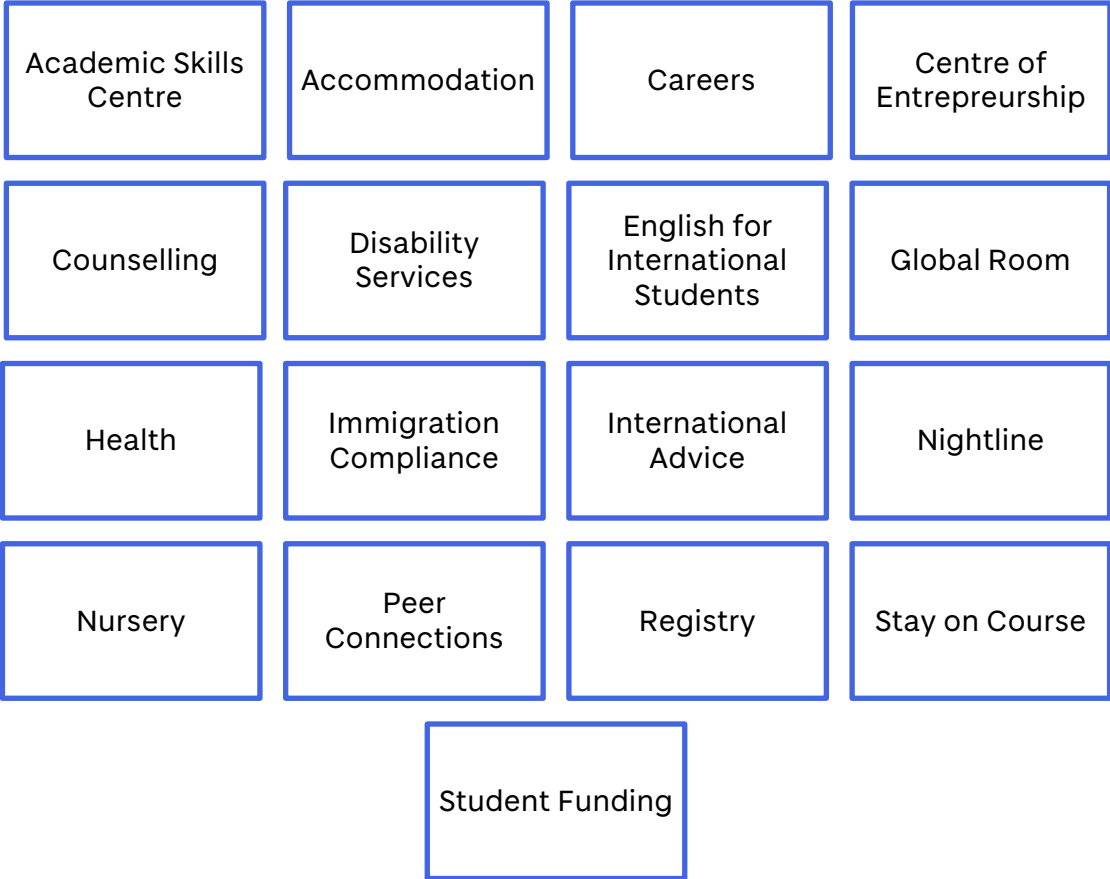 Academic Skills
Centre
Accommodation
Careers
Centre of
Entrepreurship
Counselling
Disability
Services
English for
International
Students
Global Room
Health
Immigration
Compliance
International
Advice
Nightline
Nursery
Peer
Connections
Registry
Stay on Course
Student Funding